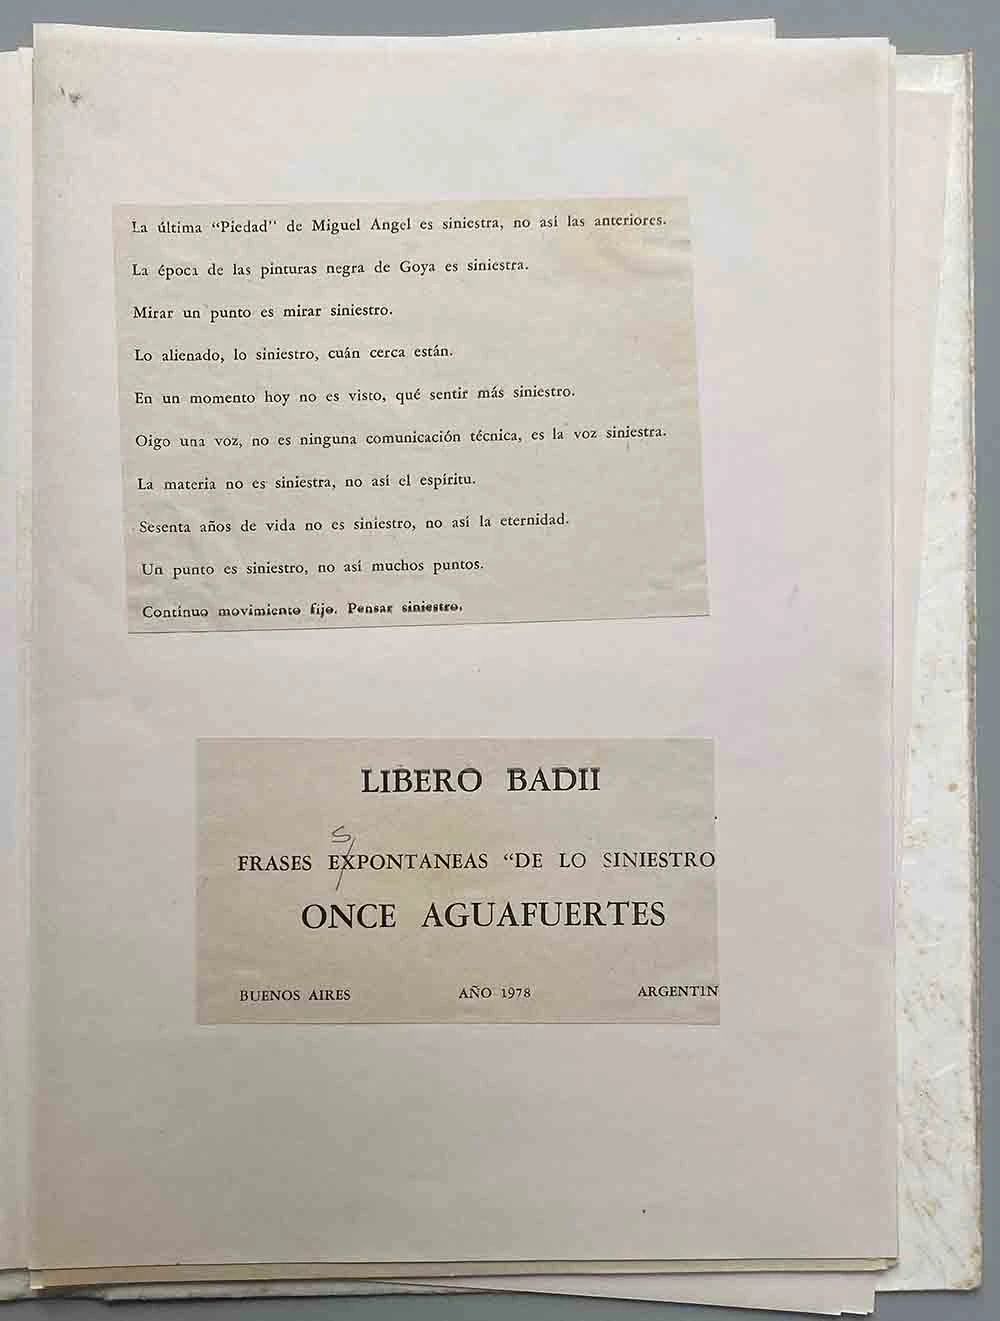 La última “Piedad” de Miguel Angel es siniestra, no así las anteriores.
La época de las pinturas negra de Goya es siniestra.
Mirar un punto es mirar siniestro.
Lo alienado, lo siniestro, cuán cerca están.
En un momento hoy no es visto, qué sentir más siniestro.
Oigo una voz, no es ninguna comunicación técnica, es la voz siniestra.
La materia no es siniestra, no así el espíritu.
Sesenta años de vida no es siniestro, no así la eternidad.
Un punto es siniestro, no así muchos puntos.
Continuo movimiento fijo. Pensar siniestro.
LIBERO BADII
S
FRASES EXPONTANEAS “DE LO SINIESTRO
ONCE AGUAFUERTES
BUENOS AIRES AÑO 1978 ARGENTIN